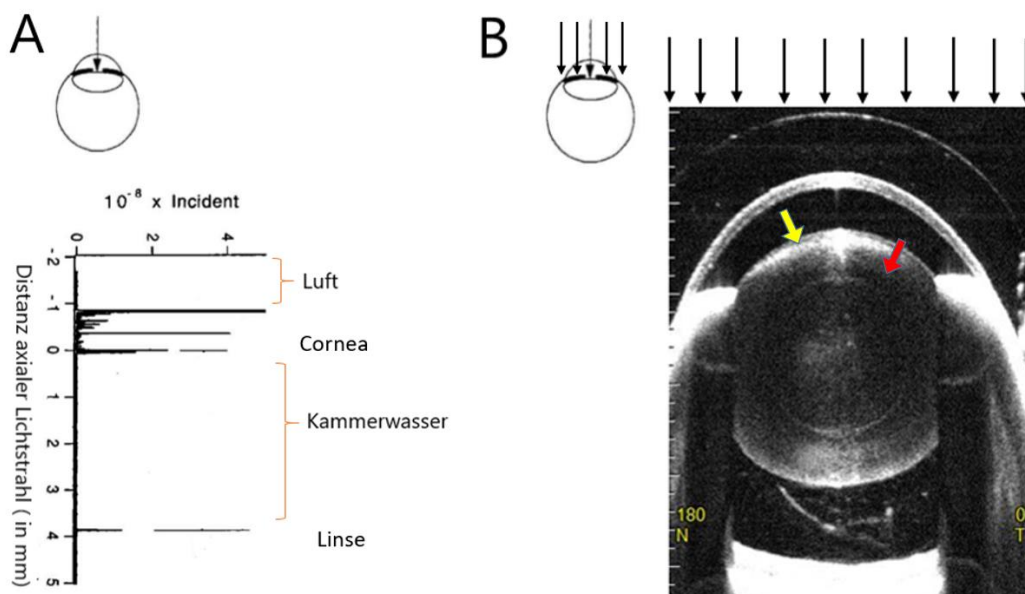 A
B
10⁻⁸ x Incident
0 2 4
Distanz axialer Lichtstrahl ( in mm)
-2
-1
0
1
2
3
4
5
Luft
Cornea
Kammerwasser
Linse
180
N
0
T